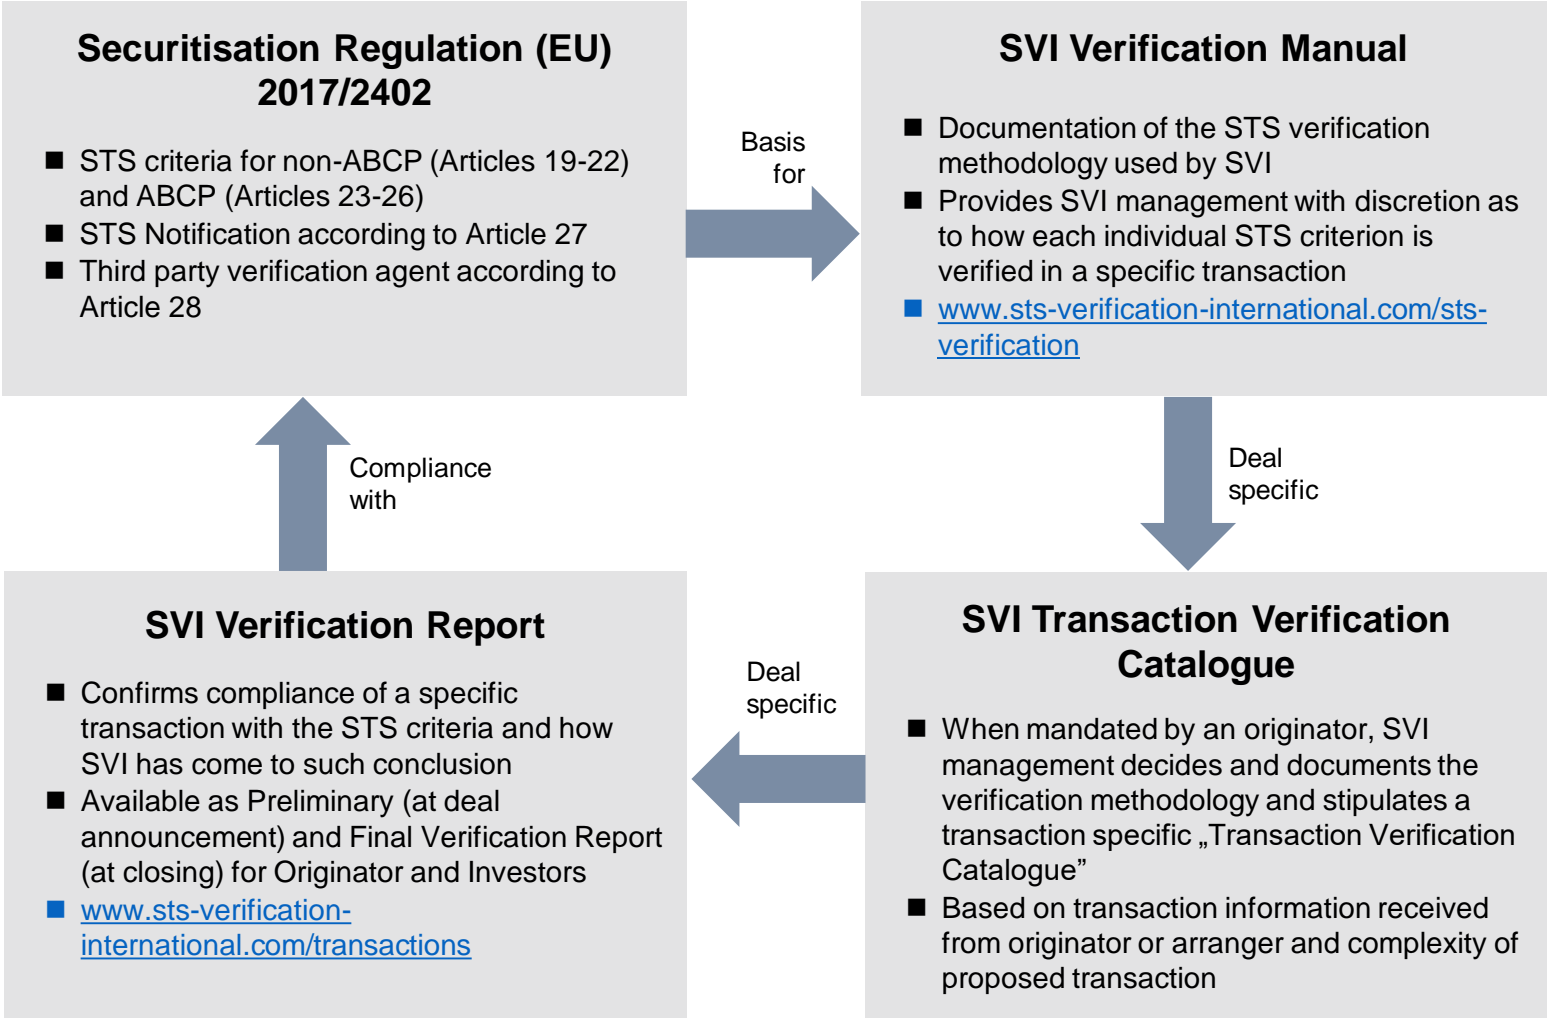 Securitisation Regulation (EU)
2017/2402
■ STS criteria for non-ABCP (Articles 19-22)
and ABCP (Articles 23-26)
■ STS Notification according to Article 27
■ Third party verification agent according to
Article 28
Basis
for
SVI Verification Manual
■ Documentation of the STS verification
methodology used by SVI
■ Provides SVI management with discretion as
to how each individual STS criterion is
verified in a specific transaction
■ www.sts-verification-international.com/sts-
verification
Deal
specific
SVI Transaction Verification
Catalogue
■ When mandated by an originator, SVI
management decides and documents the
verification methodology and stipulates a
transaction specific „Transaction Verification
Catalogue”
■ Based on transaction information received
from originator or arranger and complexity of
proposed transaction
Deal
specific
SVI Verification Report
■ Confirms compliance of a specific
transaction with the STS criteria and how
SVI has come to such conclusion
■ Available as Preliminary (at deal
announcement) and Final Verification Report
(at closing) for Originator and Investors
■ www.sts-verification-
international.com/transactions
Compliance
with